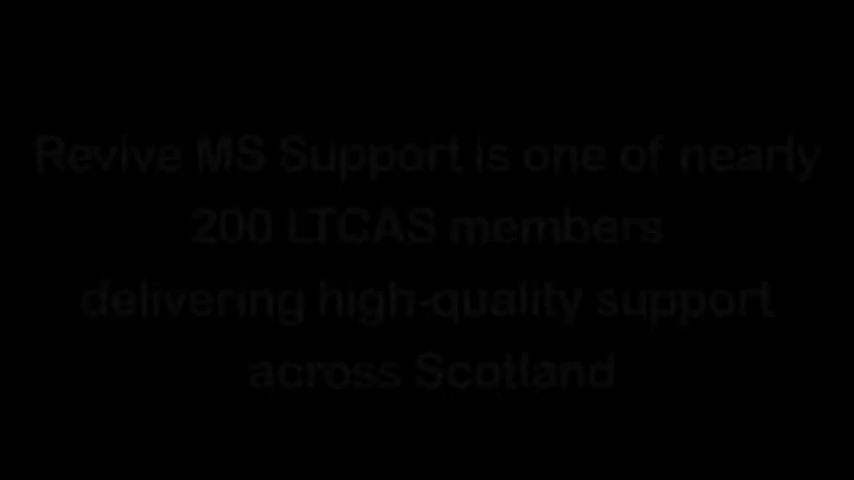 Revive MS Support is one of nearly
200 LTCAS members
delivering high-quality support
across Scotland